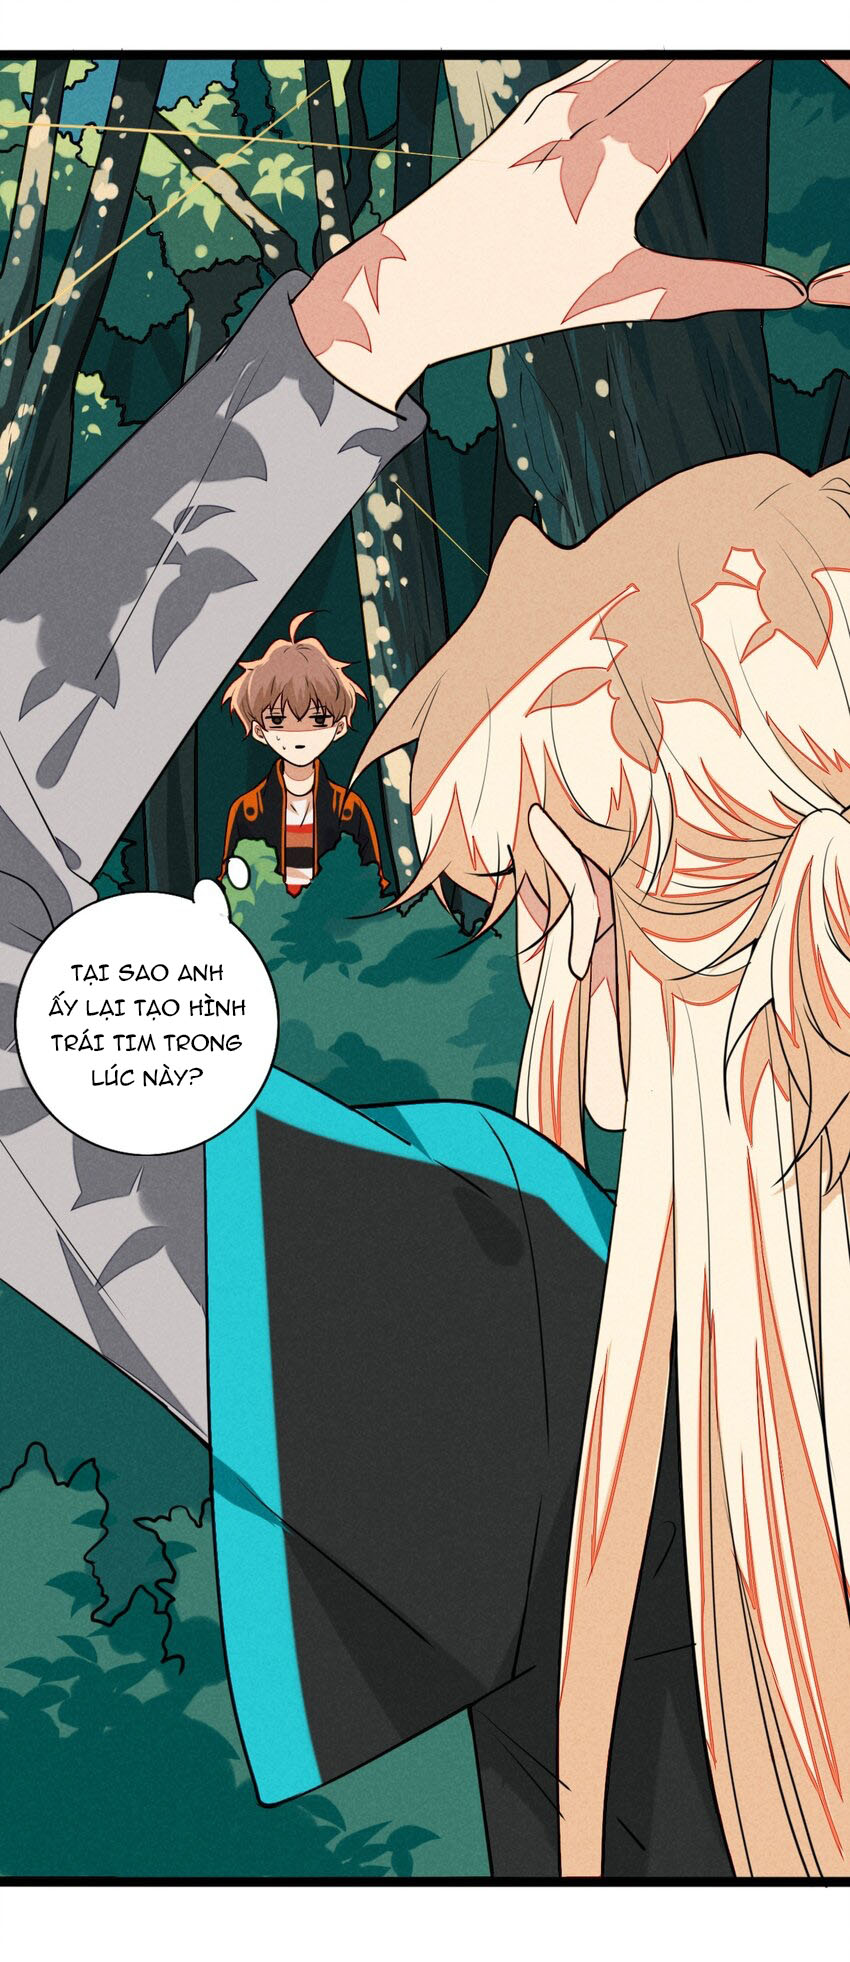 TẠI SAO ANH
ẤY LẠI TẠO HÌNH
TRÁI TIM TRONG
LÚC NÀY?